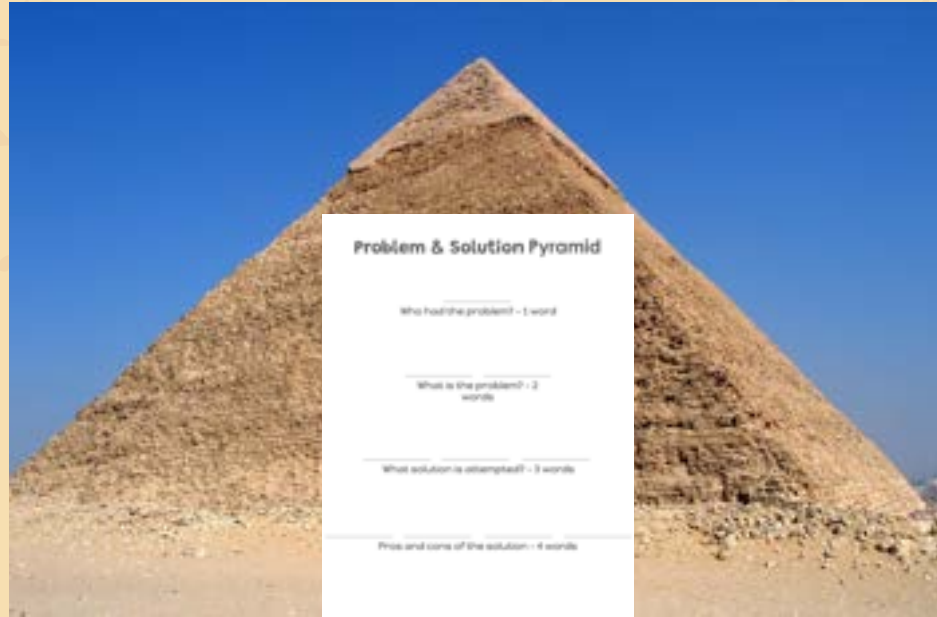 Problem & Solution Pyramid
Who had the problem? - 1 word
What is the problem? - 2
words
What solution is attempted? - 3 words
Pros and cons of the solution - 4 words